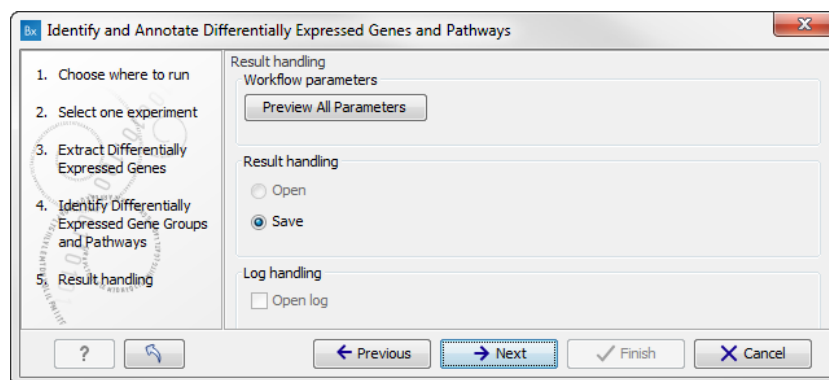 Bx Identify and Annotate Differentially Expressed Genes and Pathways
1. Choose where to run
2. Select one experiment
3. Extract Differentially
Expressed Genes
4. Identify Differentially
Expressed Gene Groups
and Pathways
5. Result handling
Result handling
Workflow parameters
Preview All Parameters
Result handling
Open
Save
Log handling
Open log
?
Previous
Next
Finish
Cancel